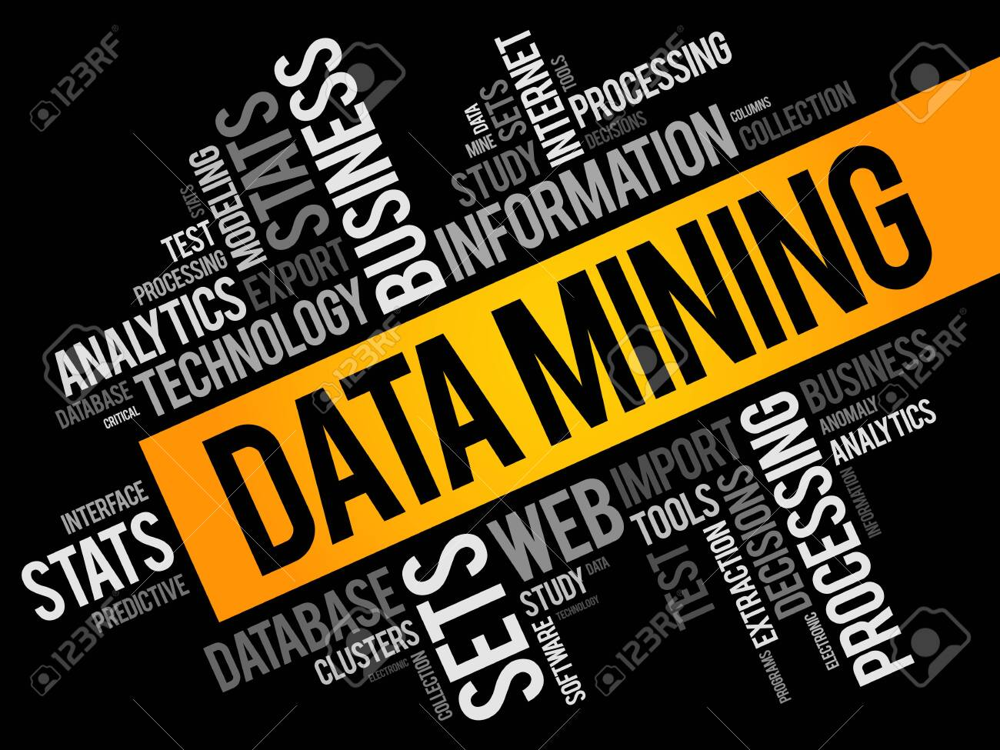 BUSINESS
STATS
STATS
MODELING
TEST
PROCESSING
ANALYTICS
EXPORT
TECHNOLOGY
DATABASE
CRITICAL
DATA
MINE
SETS
STUDY
INTERNET
TOOLS
PROCESSING
DECISIONS
INFORMATION
COLUMNS
COLLECTION
DATA MINING
INTERFACE
STATS
PREDICTIVE
DATABASE
CLUSTERS
ELECTRONIC
COLLECTION
SETS
WEB
STUDY
DATA
TECHNOLOGY
SOFTWARE
IMPORT
TOOLS
TEST
EXTRACTION
DECISIONS
PROGRAMS
ELECTRONIC
PROCESSING
BUSINESS
ANOMALY
ANALYTICS
INFORMATION
123RF
123RF
123RF
123RF
123RF
123RF
123RF